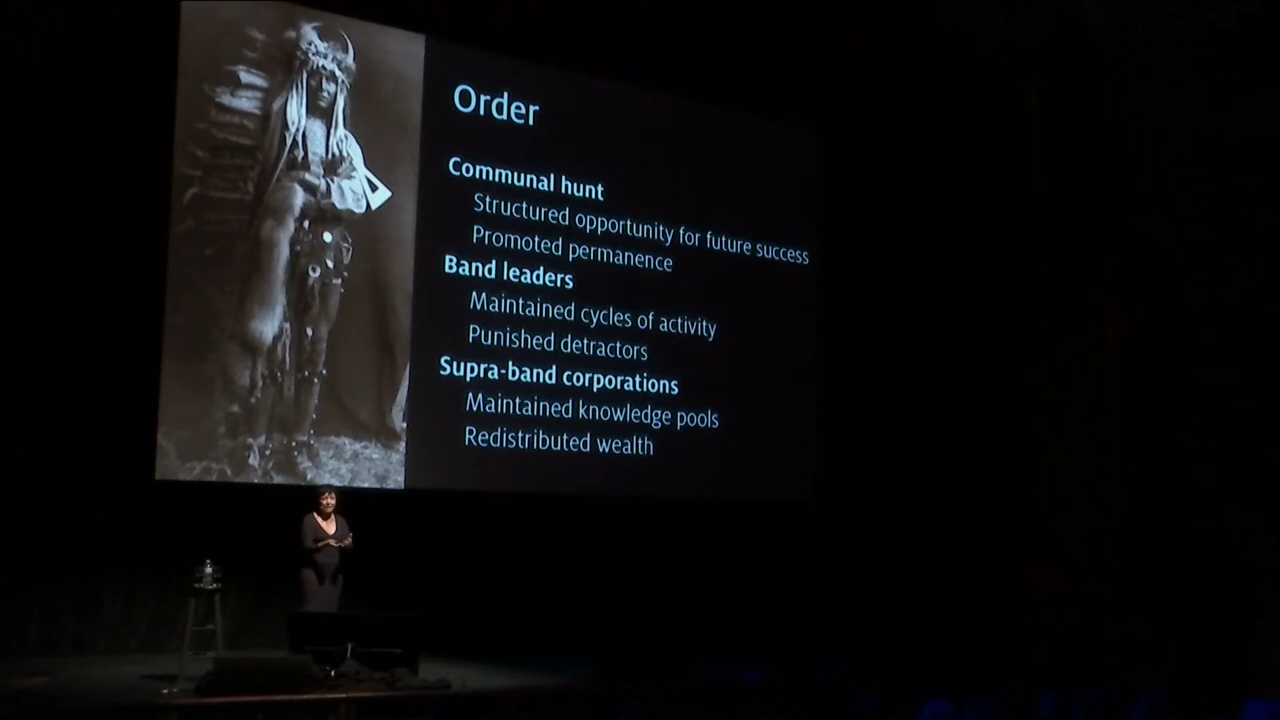 Order
Communal hunt
Structured opportunity for future success
Promoted permanence
Band leaders
Maintained cycles of activity
Punished detractors
Supra-band corporations
Maintained knowledge pools
Redistributed wealth